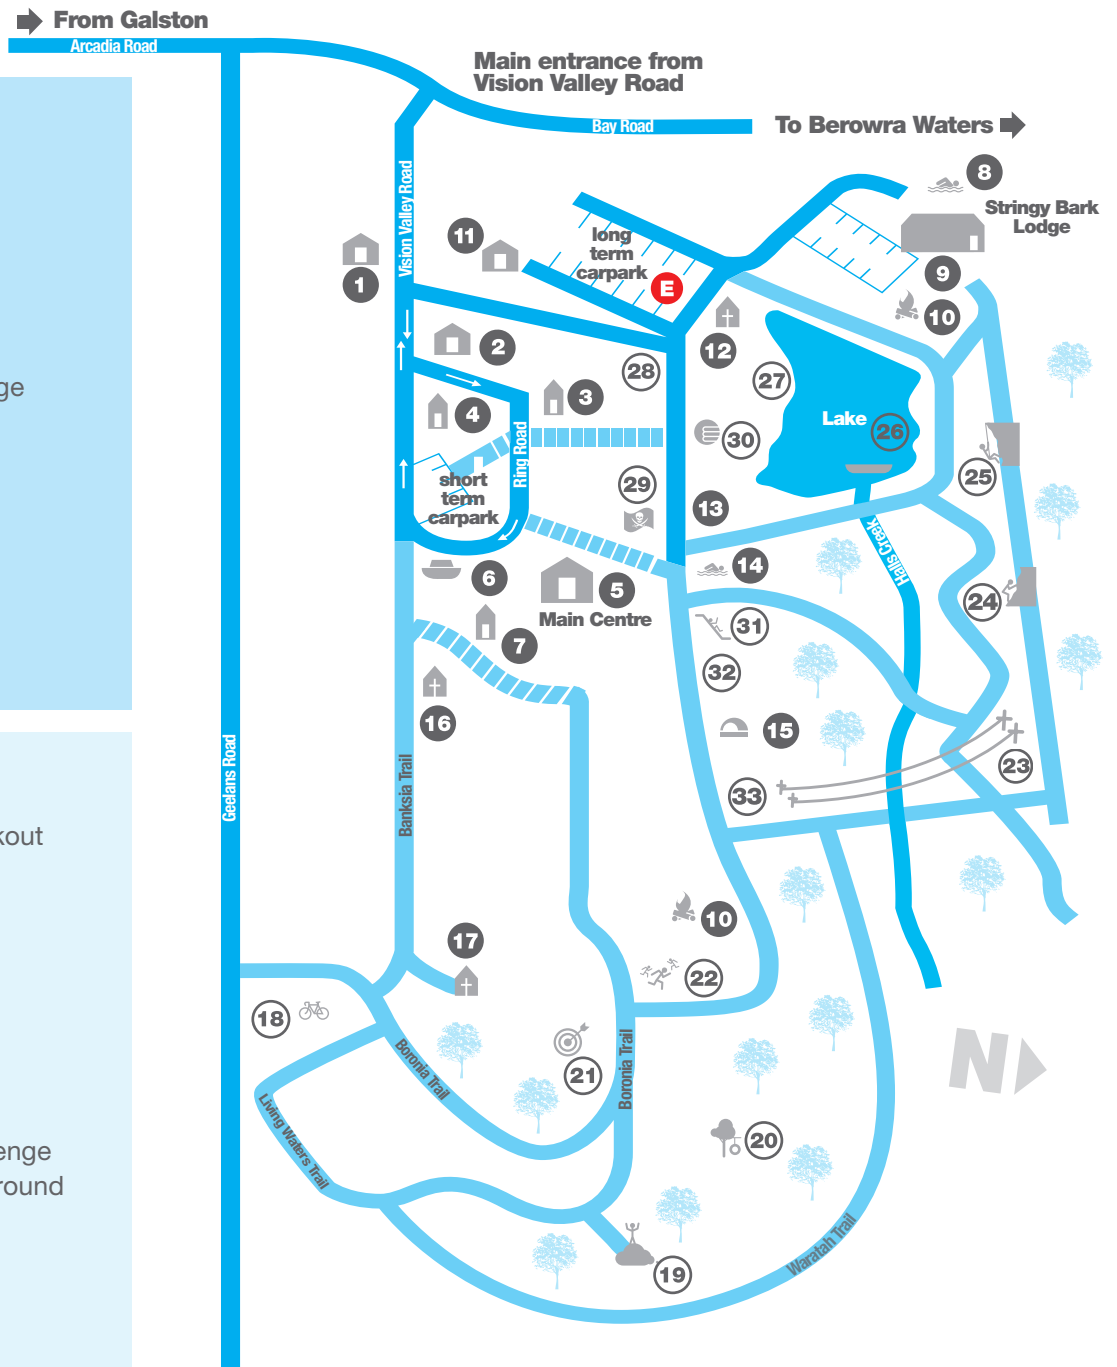 From Galston
Arcadia Road
Main entrance from
Vision Valley Road
Bay Road
To Berowra Waters
Vision Valley Road
8
Stringy Bark
Lodge
11
long
term
carpark
1
E
9
10
2
12
28
27
ge
3
4
Lake
26
30
Ring Road
25
short
term
carpark
29
13
Halls Creek
14
6
5
Main Centre
24
7
31
32
16
15
23
33
Geelans Road
Banksia Trail
kout
10
17
22
18
Boronia Trail
21
Boronia Trail
N
Living Waters Trail
20
enge
round
Waratah Trail
19